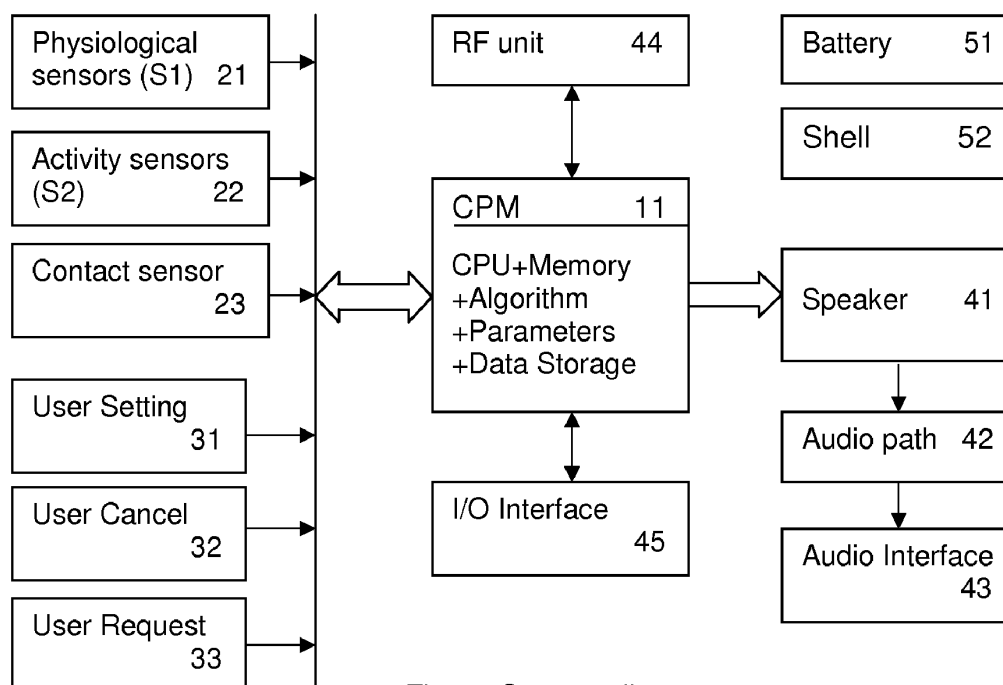 Physiological
sensors (S1) 21
Activity sensors
(S2) 22
Contact sensor
23
User Setting
31
User Cancel
32
User Request
33
RF unit 44
CPM 11
CPU+Memory
+Algorithm
+Parameters
+Data Storage
I/O Interface
45
Battery 51
Shell 52
Speaker 41
Audio path 42
Audio Interface
43